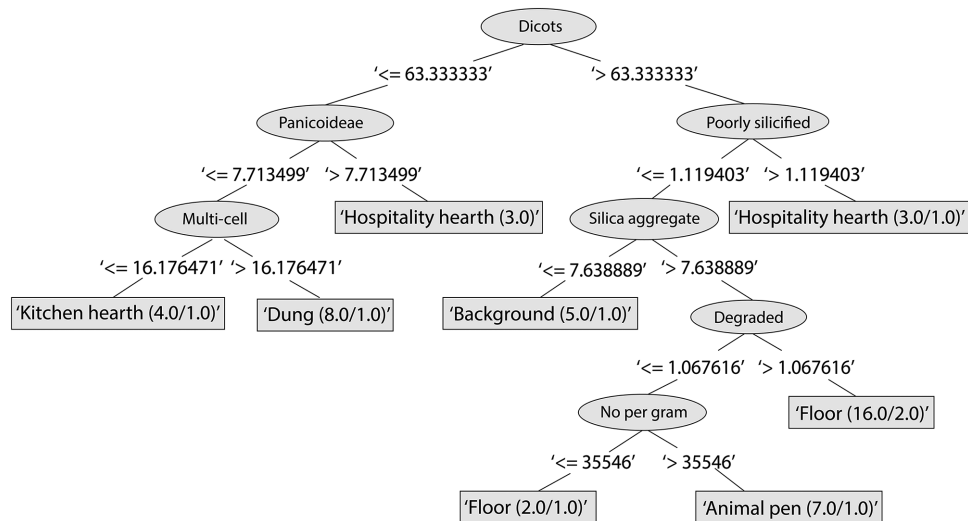 Dicots
‘<= 63.333333’ ‘> 63.333333’
Panicoideae Poorly silicified
‘<= 7.713499’ ‘> 7.713499’ ‘<= 1.119403’ ‘> 1.119403’
Multi-cell ‘Hospitality hearth (3.0)’ Silica aggregate ‘Hospitality hearth (3.0/1.0)’
‘<= 16.176471’ ‘> 16.176471’ ‘<= 7.638889’ ‘> 7.638889’
‘Kitchen hearth (4.0/1.0)’ ‘Dung (8.0/1.0)’ ‘Background (5.0/1.0)’ Degraded
‘<= 1.067616’ ‘> 1.067616’
No per gram ‘Floor (16.0/2.0)’
‘<= 35546’ ‘> 35546’
‘Floor (2.0/1.0)’ ‘Animal pen (7.0/1.0)’